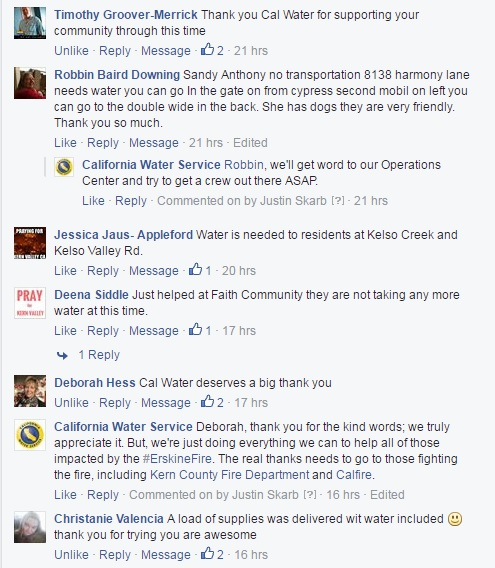 Timothy Groover-Merrick Thank you Cal Water for supporting your
community through this time
Unlike · Reply · Message · 2 · 21 hrs
Robbin Baird Downing Sandy Anthony no transportation 8138 harmony lane
needs water you can go In the gate on from cypress second mobil on left you
can go to the double wide in the back. She has dogs they are very friendly.
Thank you so much.
Like · Reply · Message · 21 hrs · Edited
California Water Service Robbin, we'll get word to our Operations
Center and try to get a crew out there ASAP.
Like · Reply · Commented on by Justin Skarb [?] · 21 hrs
PRAYING FOR
KERN VALLEY CA
Jessica Jaus- Appleford Water is needed to residents at Kelso Creek and
Kelso Valley Rd.
Like · Reply · Message · 1 · 20 hrs
PRAY
for
KERN VALLEY
Deena Siddle Just helped at Faith Community they are not taking any more
water at this time.
Like · Reply · Message · 1 · 17 hrs
1 Reply
Deborah Hess Cal Water deserves a big thank you
Unlike · Reply · Message · 2 · 17 hrs
California Water Service Deborah, thank you for the kind words; we truly
appreciate it. But, we're just doing everything we can to help all of those
impacted by the #ErskineFire. The real thanks needs to go to those fighting
the fire, including Kern County Fire Department and Calfire.
Like · Reply · Commented on by Justin Skarb [?] · 16 hrs · Edited
Christanie Valencia A load of supplies was delivered wit water included
thank you for trying you are awesome
Unlike · Reply · Message · 2 · 16 hrs